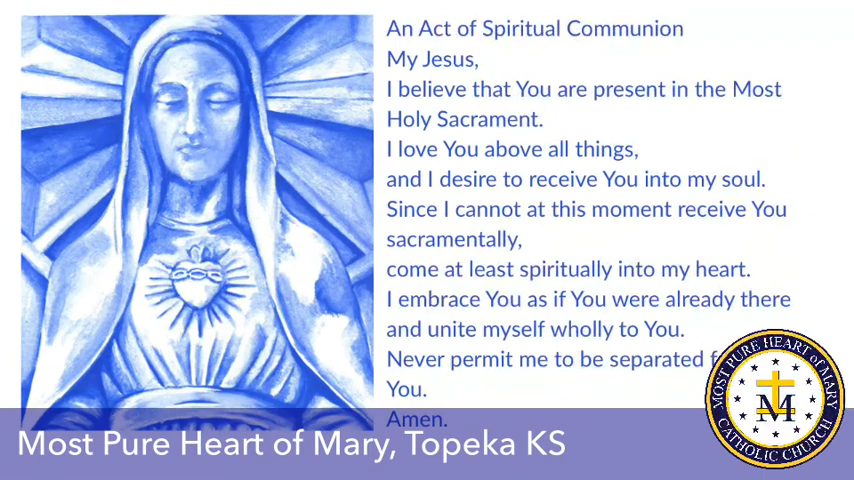 An Act of Spiritual Communion
My Jesus,
I believe that You are present in the Most
Holy Sacrament.
I love You above all things,
and I desire to receive You into my soul.
Since I cannot at this moment receive You
sacramentally,
come at least spiritually into my heart.
I embrace You as if You were already there
and unite myself wholly to You.
Never permit me to be separated
You.
Amen.
Most Pure Heart of Mary, Topeka KS
MOST PURE HEART of MARY
M
CATHOLIC CHURCH